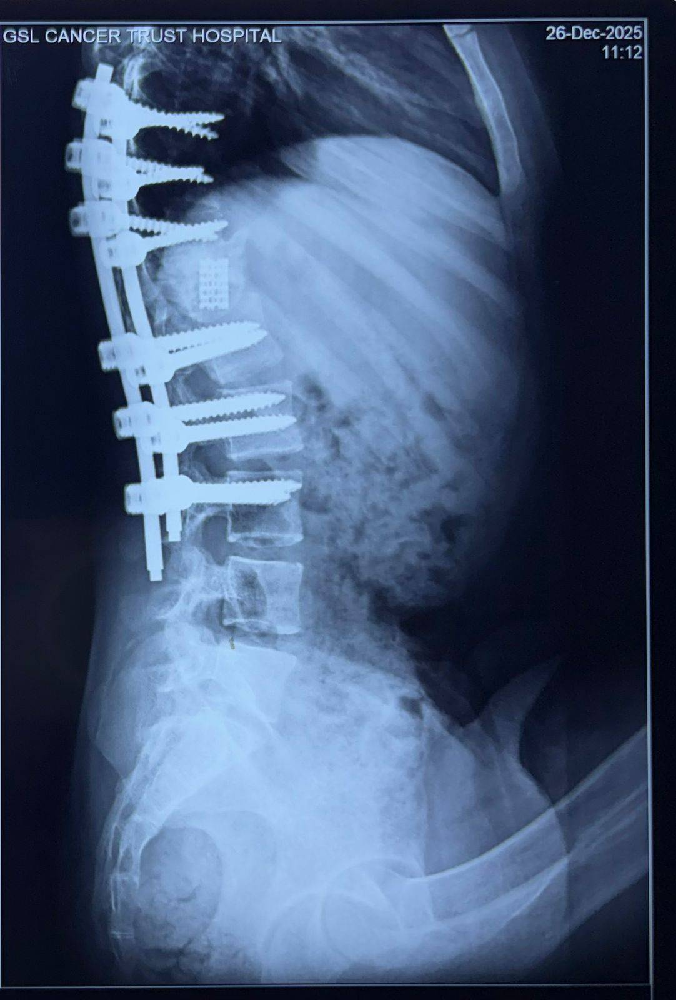 GSL CANCER TRUST HOSPITAL
26-Dec-2025
11:12